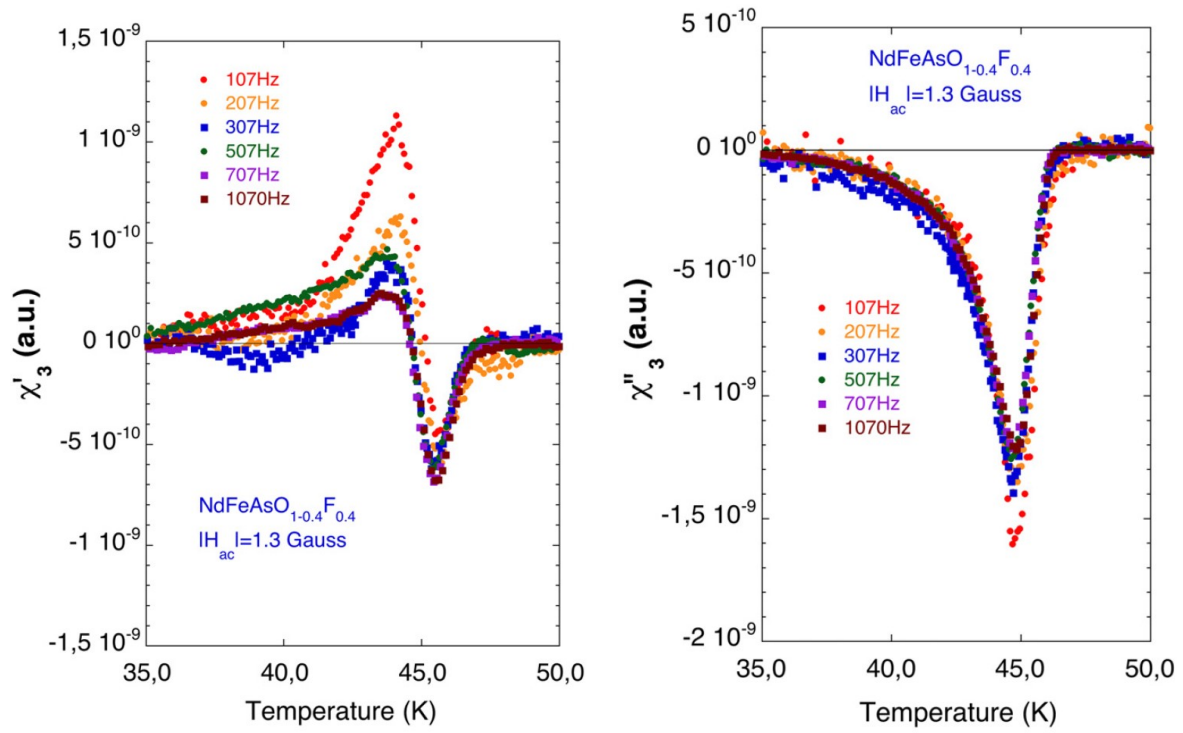 1,5 10⁻⁹
1 10⁻⁹
5 10⁻¹⁰
0 10⁰
-5 10⁻¹⁰
-1 10⁻⁹
-1,5 10⁻⁹
χ'₃ (a.u.)
107Hz
207Hz
307Hz
507Hz
707Hz
1070Hz
NdFeAsO₁₋₀.₄F₀.₄
|Hₐc|=1.3 Gauss
35,0 40,0 45,0 50,0
Temperature (K)
5 10⁻¹⁰
0 10⁰
-5 10⁻¹⁰
-1 10⁻⁹
-1,5 10⁻⁹
-2 10⁻⁹
χ"₃ (a.u.)
NdFeAsO₁₋₀.₄F₀.₄
|Hₐc|=1.3 Gauss
107Hz
207Hz
307Hz
507Hz
707Hz
1070Hz
35,0 40,0 45,0 50,0
Temperature (K)